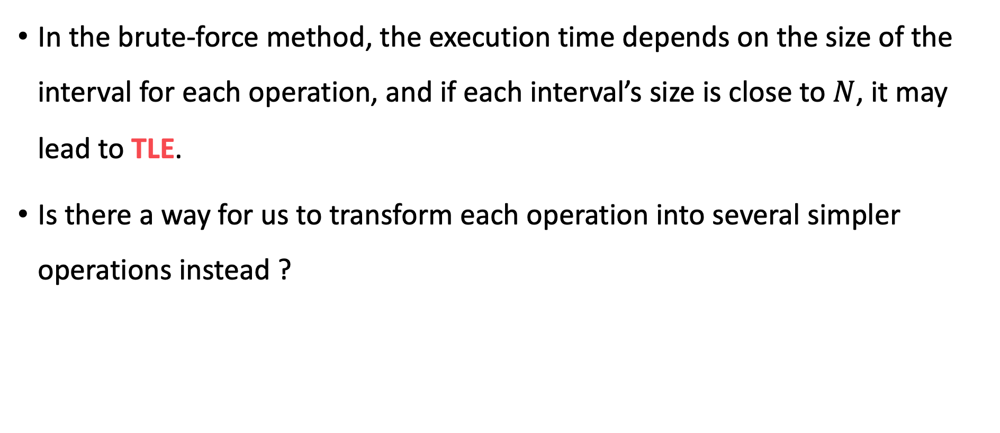 • In the brute-force method, the execution time depends on the size of the
interval for each operation, and if each interval’s size is close to N, it may
lead to TLE.
• Is there a way for us to transform each operation into several simpler
operations instead ?